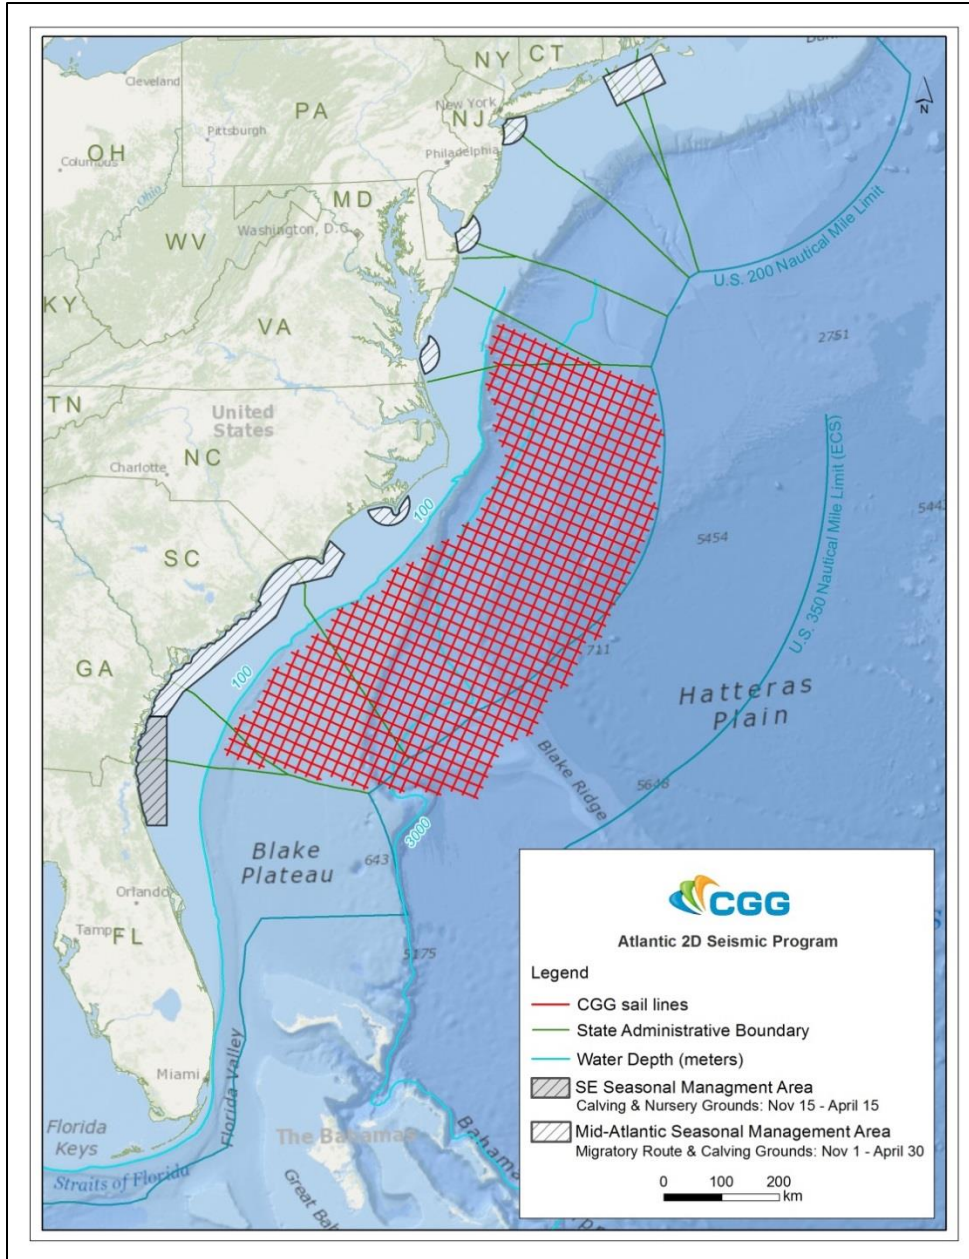 NY
CT
Cleveland
PA
New York
NJ
N
Pittsburgh
OH
Philadelphia
Columbus
Ohio
MD
Washington, D.C.
WV
U.S. 200 Nautical Mile Limit
KY
VA
2751
TN
United
States
NC
Charlotte
100
U.S. 350 Nautical Mile Limit (ECS)
5454
SC
711
GA
100
Hatteras
Plain
Blake Ridge
5648
3000
Blake
Plateau
643
Orlando
FL
5175
Miami
Florida Valley
Florida
Keys
The Bahamas
Straits of Florida
CGG
Atlantic 2D Seismic Program
Legend
CGG sail lines
State Administrative Boundary
Water Depth (meters)
SE Seasonal Managment Area
Calving & Nursery Grounds: Nov 15 - April 15
Mid-Atlantic Seasonal Management Area
Migratory Route & Calving Grounds: Nov 1 - April 30
0 100 200
km